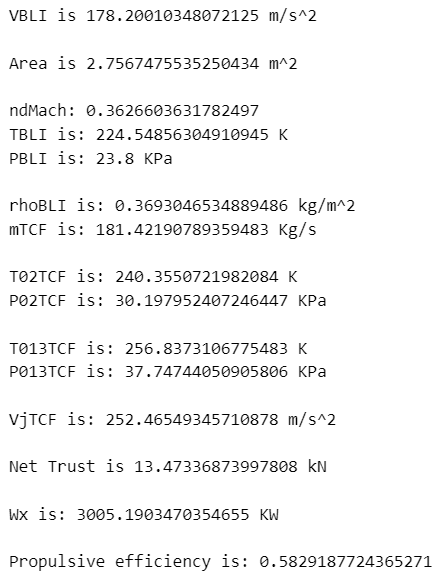 VBLI is 178.20010348072125 m/s^2
Area is 2.7567475535250434 m^2
ndMach: 0.3626603631782497
TBLI is: 224.54856304910945 K
PBLI is: 23.8 KPa
rhoBLI is: 0.3693046534889486 kg/m^2
mTCF is: 181.42190789359483 Kg/s
T02TCF is: 240.3550721982084 K
P02TCF is: 30.197952407246447 KPa
T013TCF is: 256.8373106775483 K
P013TCF is: 37.74744050905806 KPa
VjTCF is: 252.46549345710878 m/s^2
Net Trust is 13.47336873997808 kN
Wx is: 3005.1903470354655 KW
Propulsive efficiency is: 0.5829187724365271